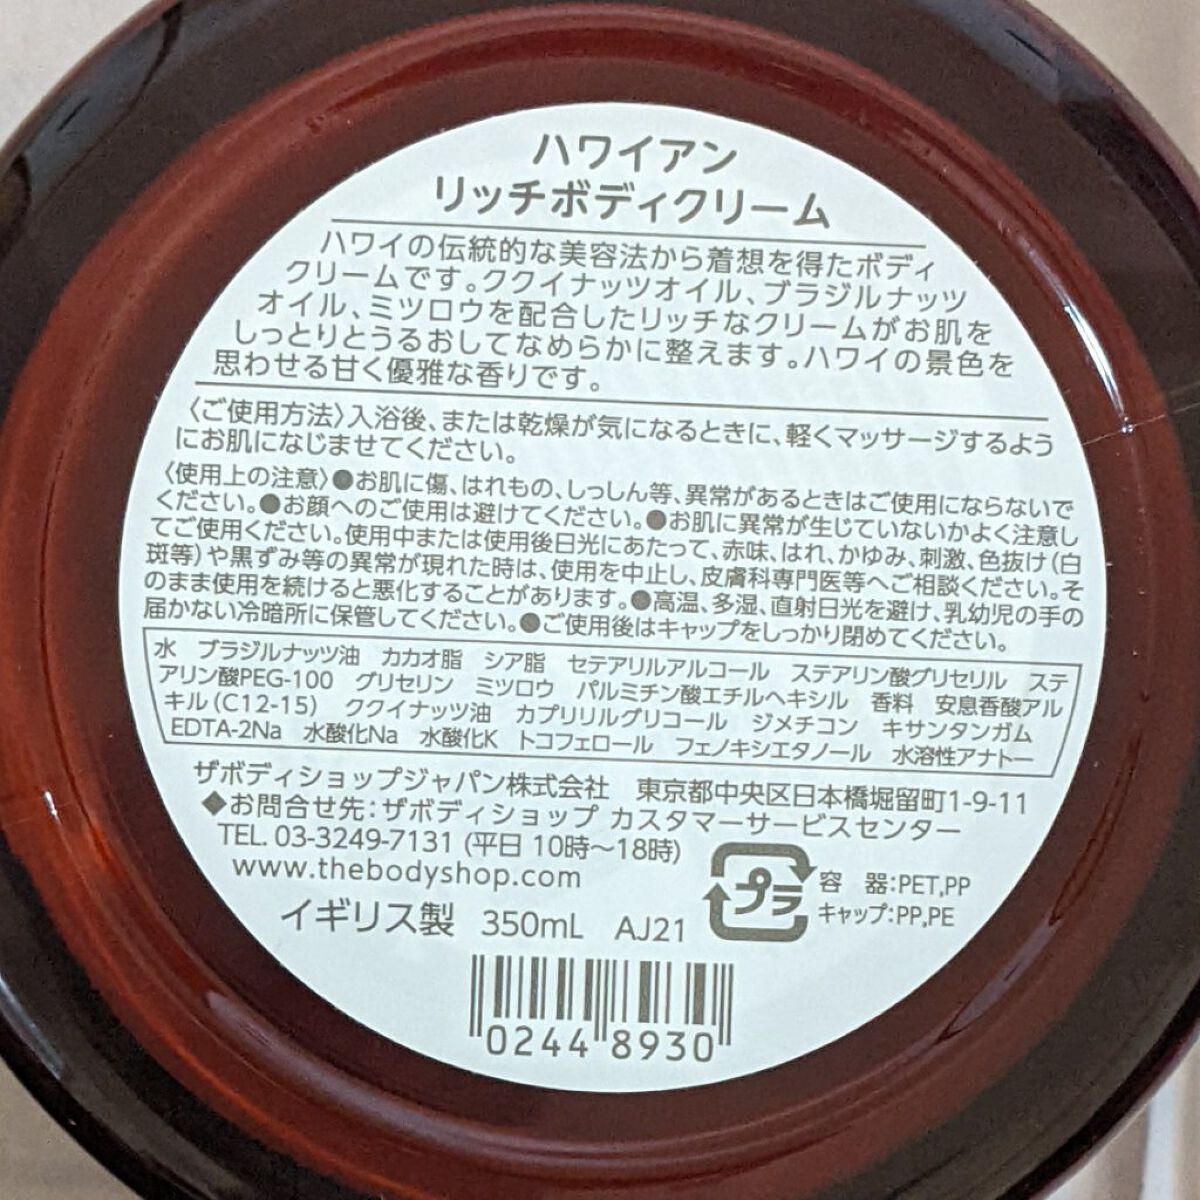 ハワイアン
リッチボディクリーム
ハワイの伝統的な美容法から着想を得たボディ
クリームです。ククイナッツオイル、ブラジルナッツ
オイル、ミツロウを配合したリッチなクリームがお肌を
しっとりとうるおしてなめらかに整えます。ハワイの景色を
思わせる甘く優雅な香りです。
〈ご使用方法〉入浴後、または乾燥が気になるときに、軽くマッサージするよう
にお肌になじませてください。
〈使用上の注意〉●お肌に傷、はれもの、しっしん等、異常があるときはご使用にならないで
ください。●お顔へのご使用は避けてください。●お肌に異常が生じていないかよく注意し
てご使用ください。使用中または使用後日光にあたって、赤味、はれ、かゆみ、刺激、色抜け(白
斑等)や黒ずみ等の異常が現れた時は、使用を中止し、皮膚科専門医等へご相談ください。そ
のまま使用を続けると悪化することがあります。●高温、多湿、直射日光を避け、乳幼児の手の
届かない冷暗所に保管してください。●ご使用後はキャップをしっかり閉めてください。
水 ブラジルナッツ油 カカオ脂 シア脂 セテアリルアルコール ステアリン酸グリセリル ステ
アリン酸PEG-100 グリセリン ミツロウ パルミチン酸エチルヘキシル 香料 安息香酸アル
キル(C12-15) ククイナッツ油 カプリリルグリコール ジメチコン キサンタンガム
EDTA-2Na 水酸化Na 水酸化K トコフェロール フェノキシエタノール 水溶性アナトー
ザボディショップジャパン株式会社 東京都中央区日本橋堀留町1-9-11
◆お問合せ先:ザボディショップ カスタマーサービスセンター
TEL. 03-3249-7131 (平日 10時~18時)
www.thebodyshop.com
プラ
容 器:PET,PP
キャップ:PP,PE
イギリス製 350mL AJ21
0244 8930